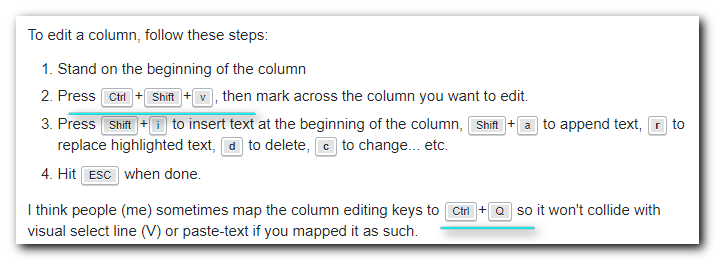 To edit a column, follow these steps:
1. Stand on the beginning of the column
2. Press Ctrl + Shift + v , then mark across the column you want to edit.
3. Press Shift + i to insert text at the beginning of the column, Shift + a to append text, r to
replace highlighted text, d to delete, c to change... etc.
4. Hit ESC when done.
I think people (me) sometimes map the column editing keys to Ctrl + Q so it won't collide with
visual select line (V) or paste-text if you mapped it as such.